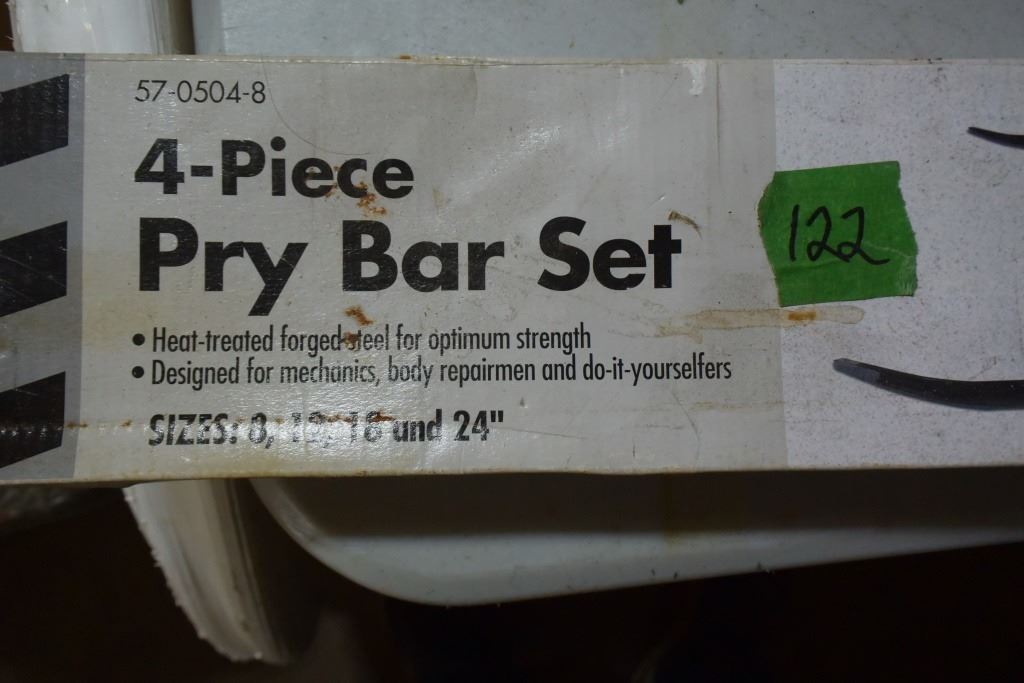 57-0504-8
4-Piece
Pry Bar Set
122
• Heat-treated forged steel for optimum strength
• Designed for mechanics, body repairmen and do-it-yourselfers
SIZES: 8, 18 and 24"